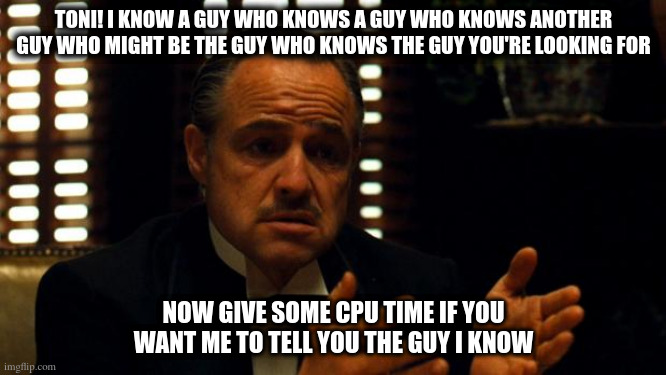 TONI! I KNOW A GUY WHO KNOWS A GUY WHO KNOWS ANOTHER
GUY WHO MIGHT BE THE GUY WHO KNOWS THE GUY YOU'RE LOOKING FOR
NOW GIVE SOME CPU TIME IF YOU
WANT ME TO TELL YOU THE GUY I KNOW
imgflip.com